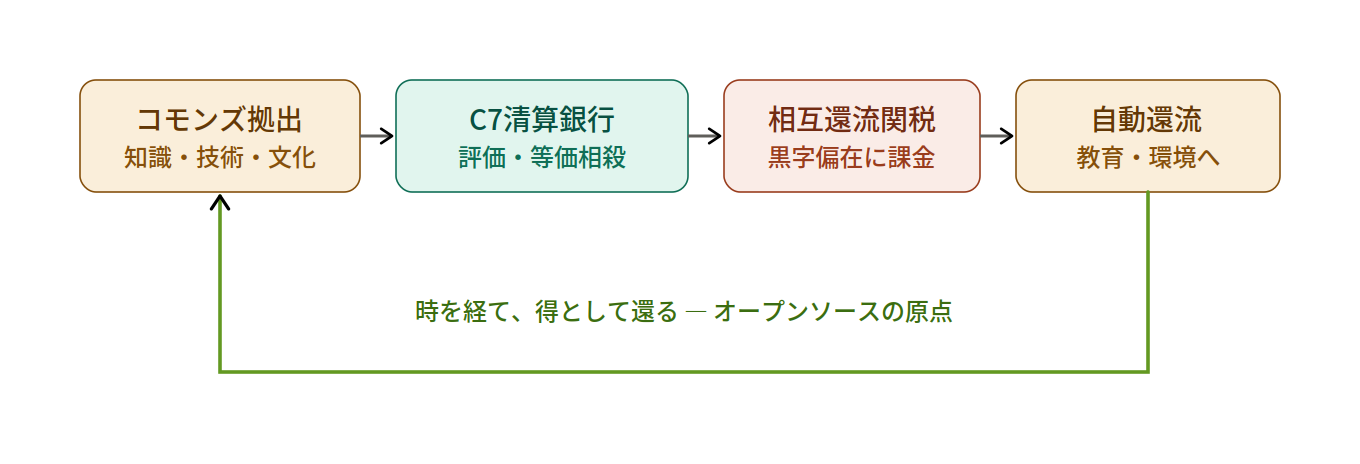 コモンズ拠出
知識・技術・文化
C7清算銀行
評価・等価相殺
相互還流関税
黒字偏在に課金
自動還流
教育・環境へ
時を経て、得として還る — オープンソースの原点